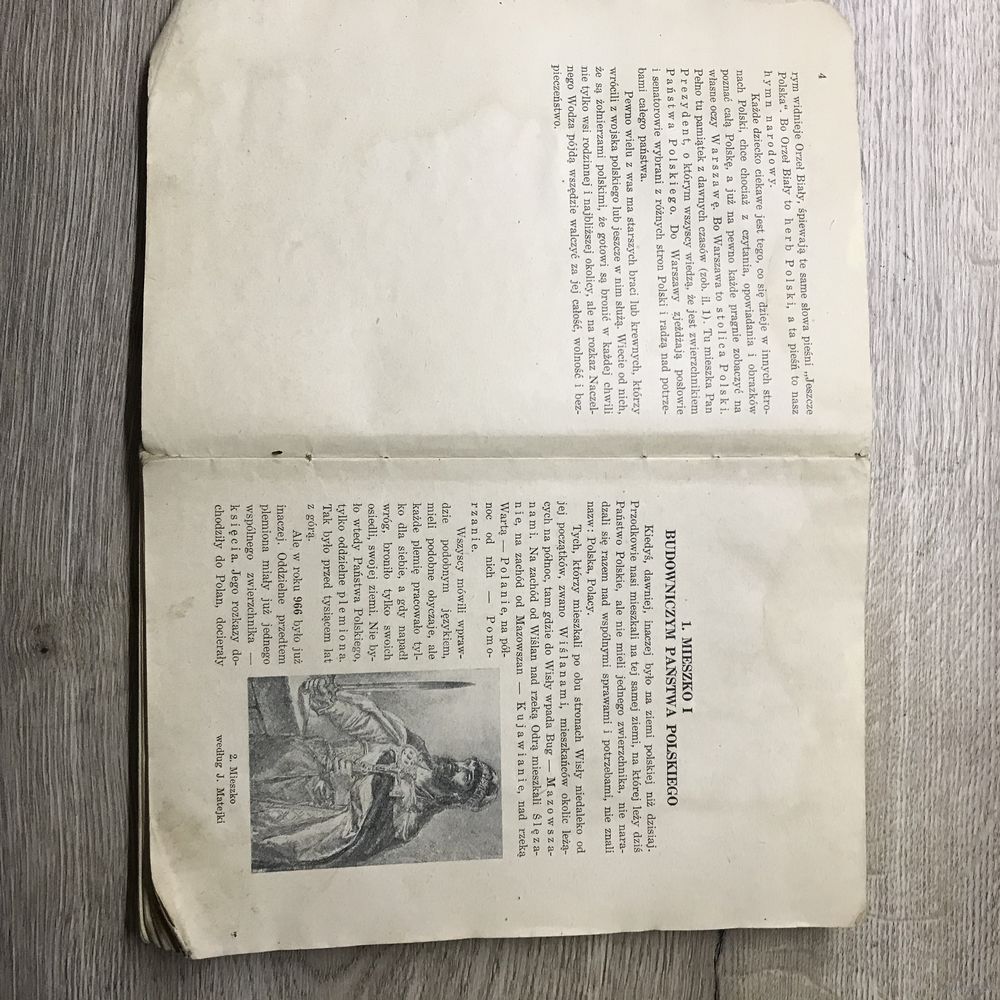 4
rym widnieje Orzeł Biały, śpiewają te same słowa pieśni „Jeszcze
Polska“. Bo Orzeł Biały to herb Polski, a ta pieśń to nasz
hymn narodowy.
Każde dziecko ciekawe jest tego, co się dzieje w innych stro-
nach Polski, chce chociaż z czytania, opowiadania i obrazków
poznać całą Polskę, a już na pewno każde pragnie zobaczyć na
własne oczy Warszawę. Bo Warszawa to stolica Polski.
Pełno tu pamiątek z dawnych czasów (zob. il. 1). Tu mieszka Pan
Prezydent, o którym wszyscy wiedzą, że jest zwierzchnikiem
Państwa Polskiego. Do Warszawy zjeżdżają posłowie
i senatorowie wybrani z różnych stron Polski i radzą nad potrze-
bami całego państwa.
Pewno wielu z was ma starszych braci lub krewnych, którzy
wrócili z wojska polskiego lub jeszcze w nim służą. Wiecie od nich,
że są żołnierzami polskimi, że gotowi są bronić w każdej chwili
nie tylko wsi rodzinnej i najbliższej okolicy, ale na rozkaz Naczel-
nego Wodza pójdą wszędzie walczyć za jej całość, wolność i bez-
pieczeństwo.
1. MIESZKO I
BUDOWNICZYM PAŃSTWA POLSKIEGO
Kiedyś, dawniej, inaczej było na ziemi polskiej niż dzisiaj.
Przodkowie nasi mieszkali na tej samej ziemi, na której leży dziś
Państwo Polskie, ale nie mieli jednego zwierzchnika, nie nara-
dzali się razem nad wspólnymi sprawami i potrzebami, nie znali
nazw: Polska, Polacy.
Tych, którzy mieszkali po obu stronach Wisły niedaleko od
jej początków, zwano Wiślanami, mieszkańców okolic leżą-
cych na północ, tam gdzie do Wisły wpada Bug — Mazowsza-
nami. Na zachód od Wiślan nad rzeką Odrą mieszkali Ślęza-
nie, na zachód od Mazowszan — Kujawianie, nad rzeką
Wartą — Polanie, na pół-
noc od nich — Pomo-
rzanie.
Wszyscy mówili wpraw-
dzie podobnym językiem,
mieli podobne obyczaje, ale
każde plemię pracowało tyl-
ko dla siebie, a gdy napadł
wróg, broniło tylko swoich
osiedli, swojej ziemi. Nie by-
ło wtedy Państwa Polskiego,
tylko oddzielne plemiona.
Tak było przed tysiącem lat
z górą.
Ale w roku 966 było już
inaczej. Oddzielne przedtem
plemiona miały już jednego
wspólnego zwierzchnika —
księcia. Jego rozkazy do-
chodziły do Polan, docierały
2. Mieszko
według J. Matejki